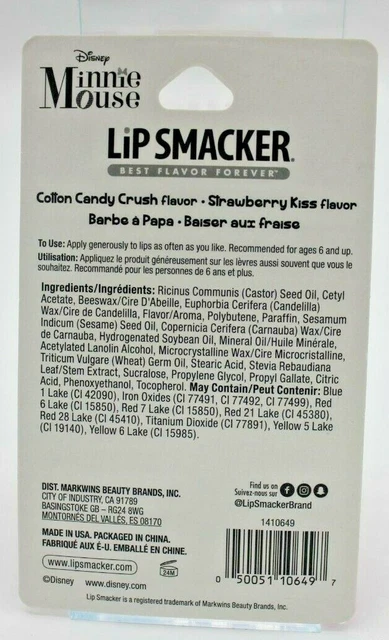 Disney
Minnie
Mouse
LiP SMACKER®
BEST FLAVOR FOREVER™
Cotton Candy Crush flavor • Strawberry Kiss flavor
Barbe à Papa • Baiser aux fraise
To Use: Apply generously to lips as often as you like. Recommended for ages 6 and up.
Utilisation: Appliquez le produit généreusement sur les lèvres aussi souvent que vous le
souhaitez. Recommandé pour les personnes de 6 ans et plus.
Ingredients/Ingrédients: Ricinus Communis (Castor) Seed Oil, Cetyl
Acetate, Beeswax/Cire D'Abeille, Euphorbia Cerifera (Candelilla)
Wax/Cire de Candelilla, Flavor/Aroma, Polybutene, Paraffin, Sesamum
Indicum (Sesame) Seed Oil, Copernicia Cerifera (Carnauba) Wax/Cire
de Carnauba, Hydrogenated Soybean Oil, Mineral Oil/Huile Minérale,
Acetylated Lanolin Alcohol, Microcrystalline Wax/Cire Microcristalline,
Triticum Vulgare (Wheat) Germ Oil, Stearic Acid, Stevia Rebaudiana
Leaf/Stem Extract, Sucralose, Propylene Glycol, Propyl Gallate, Citric
Acid, Phenoxyethanol, Tocopherol. May Contain/Peut Contenir: Blue
1 Lake (CI 42090), Iron Oxides (CI 77491, CI 77492, CI 77499), Red
6 Lake (CI 15850), Red 7 Lake (CI 15850), Red 21 Lake (CI 45380),
Red 28 Lake (CI 45410), Titanium Dioxide (CI 77891), Yellow 5 Lake
(CI 19140), Yellow 6 Lake (CI 15985).
DIST. MARKWINS BEAUTY BRANDS, INC.
CITY OF INDUSTRY, CA 91789
BASINGSTOKE GB – RG24 8WG
MONTORNÉS DEL VALLÉS, ES 08170
Find us on
Suivez-nous sur
@LipSmackerBrand
MADE IN USA. PACKAGED IN CHINA.
FABRIQUÉ AUX É-U. EMBALLÉ EN CHINE.
www.lipsmacker.com
24M
©Disney www.disney.com
1410649
0 50051 10649 7
Lip Smacker is a registered trademark of Markwins Beauty Brands, Inc.